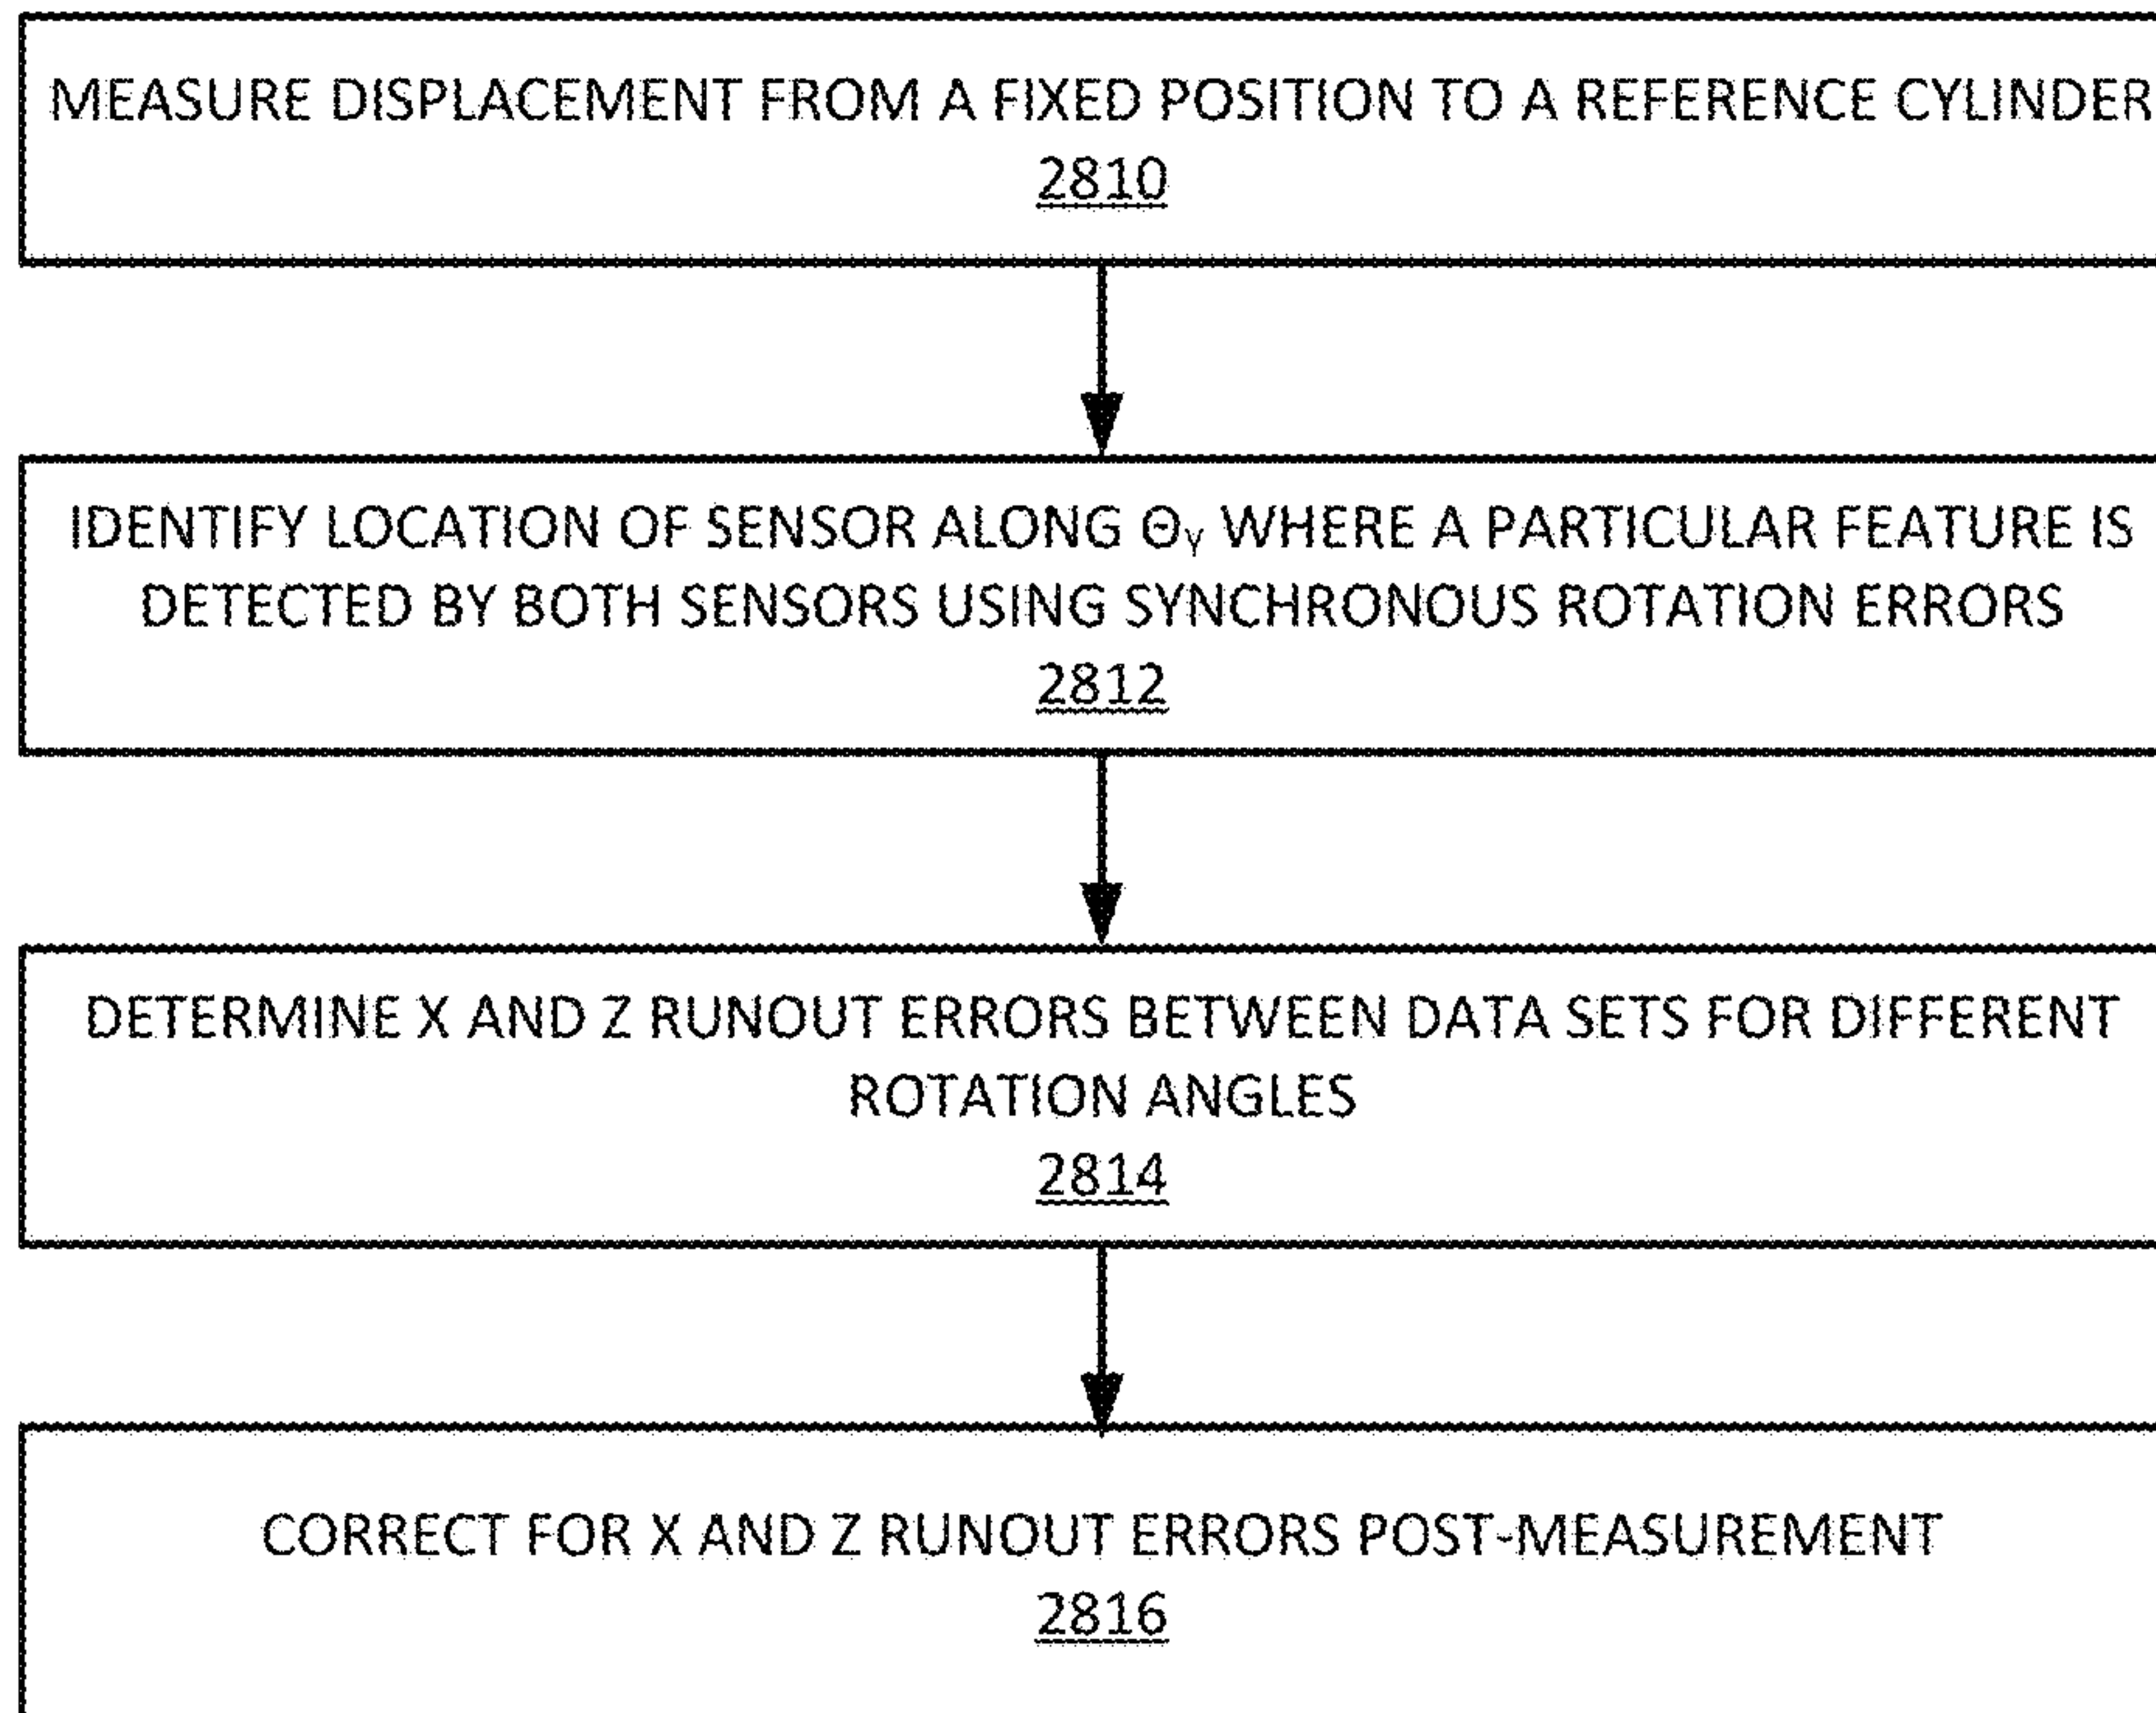 MEASURE DISPLACEMENT FROM A FIXED POSITION TO A REFERENCE CYLINDER
2810
IDENTIFY LOCATION OF SENSOR ALONG Θᵧ WHERE A PARTICULAR FEATURE IS
DETECTED BY BOTH SENSORS USING SYNCHRONOUS ROTATION ERRORS
2812
DETERMINE X AND Z RUNOUT ERRORS BETWEEN DATA SETS FOR DIFFERENT
ROTATION ANGLES
2814
CORRECT FOR X AND Z RUNOUT ERRORS POST-MEASUREMENT
2816